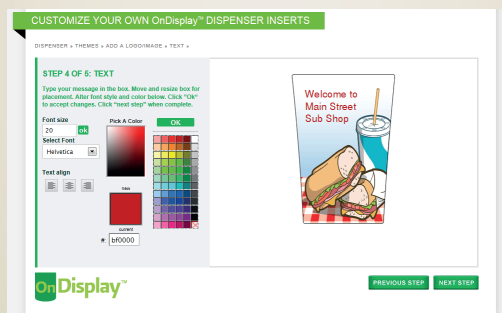 CUSTOMIZE YOUR OWN OnDisplay™ DISPENSER INSERTS
DISPENSER » THEMES » ADD A LOGO/IMAGE » TEXT »
STEP 4 OF 5: TEXT
Type your message in the box. Move and resize box for
placement. Alter font style and color below. Click "Ok"
to accept changes. Click "next step" when complete.
Font size
20 ok
Select Font
Helvetica
Text align
Pick A Color
OK
new
current
#: bf0000
Welcome to
Main Street
Sub Shop
OnDisplay™
PREVIOUS STEP
NEXT STEP